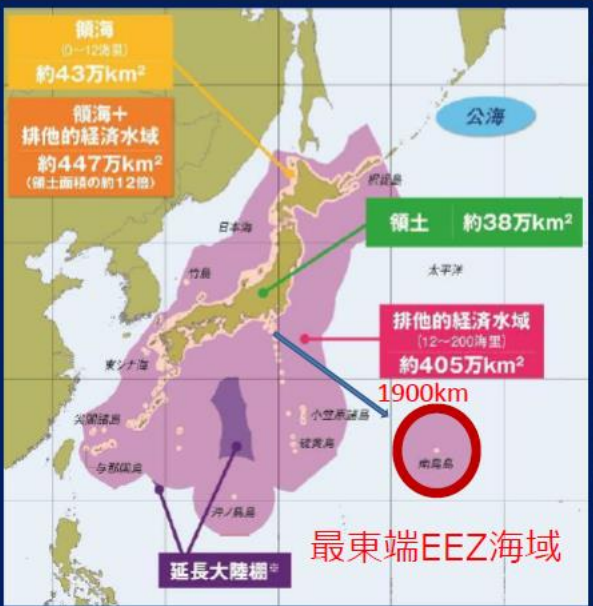 領海
(0～12海里)
約43万km²
領海＋
排他的経済水域
約447万km²
(領土面積の約12倍)
公海
択捉島
日本海
領土 約38万km²
竹島
太平洋
排他的経済水域
(12～200海里)
約405万km²
東シナ海
1900km
小笠原諸島
尖閣諸島
硫黄島
南鳥島
与那国島
沖ノ鳥島
最東端EEZ海域
延長大陸棚※